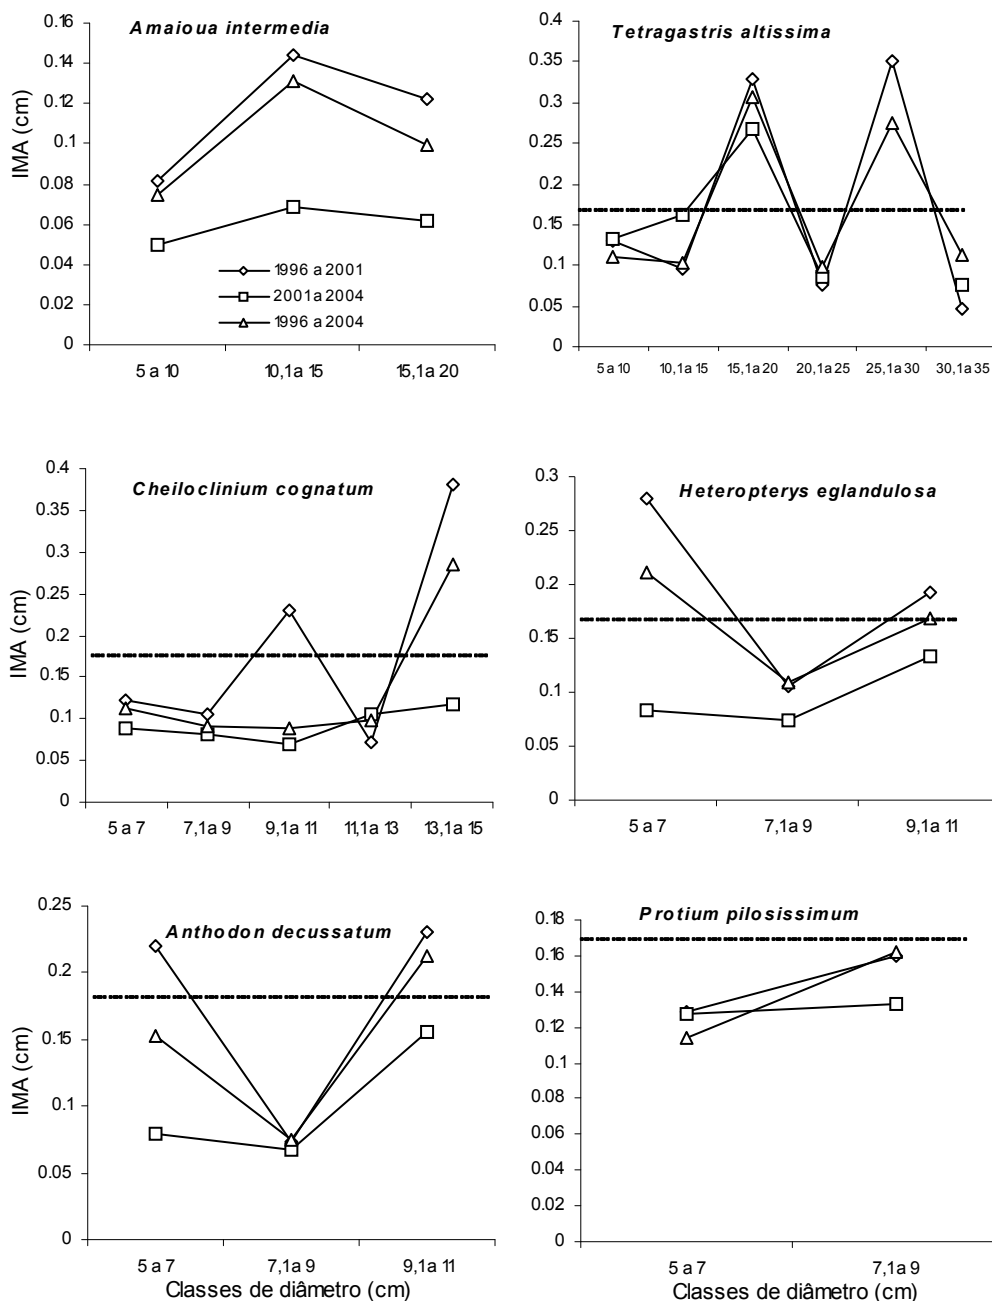 Amaioua intermedia
IMA (cm)
0.16
0.14
0.12
0.1
0.08
0.06
0.04
0.02
0
1996 a 2001
2001 a 2004
1996 a 2004
5 a 10 10,1 a 15 15,1 a 20
Tetragastris altissima
0.4
0.35
0.3
0.25
0.2
0.15
0.1
0.05
0
5 a 10 10,1 a 15 15,1 a 20 20,1 a 25 25,1 a 30 30,1 a 35
Cheiloclinium cognatum
IMA (cm)
0.4
0.35
0.3
0.25
0.2
0.15
0.1
0.05
0
5 a 7 7,1 a 9 9,1 a 11 11,1 a 13 13,1 a 15
Heteropterys eglandulosa
0.3
0.25
0.2
0.15
0.1
0.05
0
5 a 7 7,1 a 9 9,1 a 11
Anthodon decussatum
IMA (cm)
0.25
0.2
0.15
0.1
0.05
0
5 a 7 7,1 a 9 9,1 a 11
Classes de diâmetro (cm)
Protium pilosissimum
0.18
0.16
0.14
0.12
0.1
0.08
0.06
0.04
0.02
0
5 a 7 7,1 a 9
Classes de diâmetro (cm)